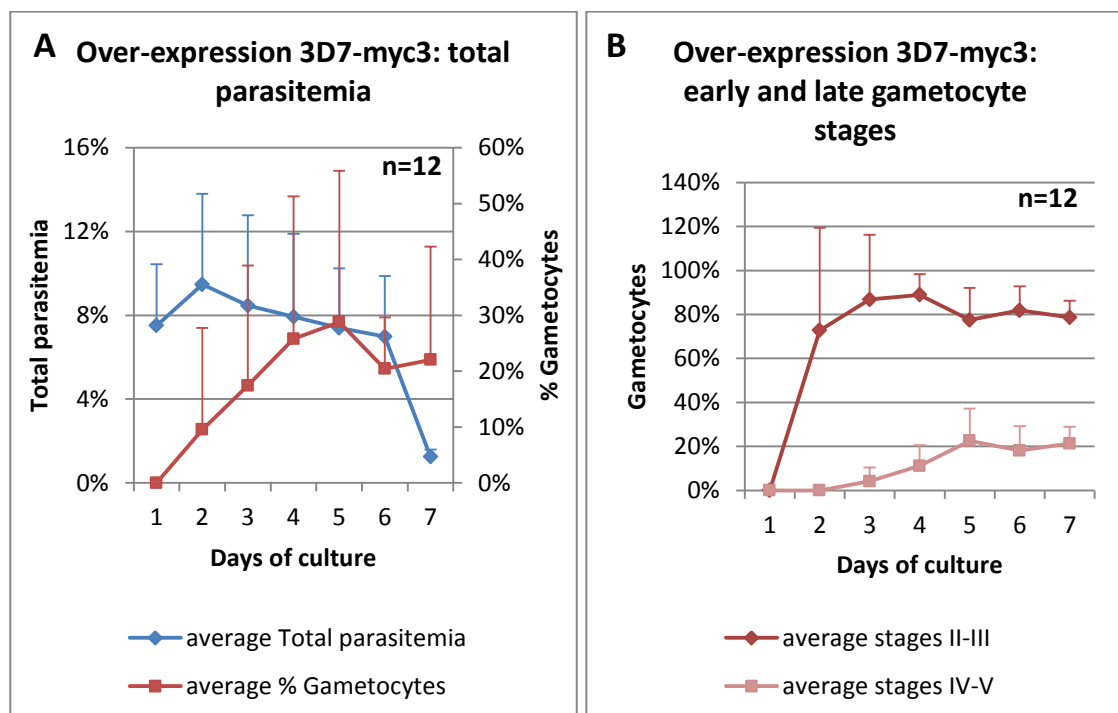 A
Over-expression 3D7-myc3: total
parasitemia
16%
12%
8%
4%
0%
Total parasitemia
n=12
60%
50%
40%
30%
20%
10%
0%
% Gametocytes
1 2 3 4 5 6 7
Days of culture
average Total parasitemia
average % Gametocytes
B
Over-expression 3D7-myc3:
early and late gametocyte
stages
140%
120%
100%
80%
60%
40%
20%
0%
Gametocytes
n=12
1 2 3 4 5 6 7
Days of culture
average stages II-III
average stages IV-V